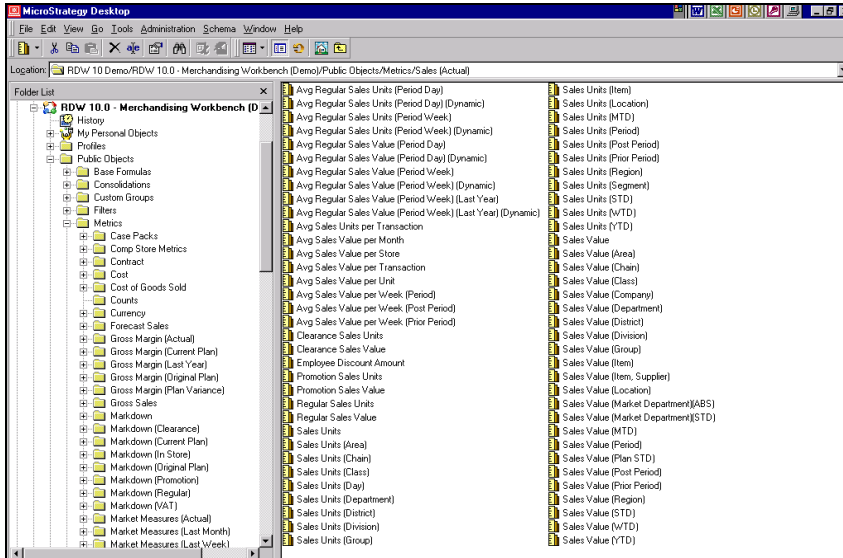 MicroStrategy Desktop
File Edit View Go Tools Administration Schema Window Help
Location: RDW 10 Demo/RDW 10.0 - Merchandising Workbench (Demo)/Public Objects/Metrics/Sales (Actual)
Folder List
RDW 10.0 - Merchandising Workbench (D
History
My Personal Objects
Profiles
Public Objects
Base Formulas
Consolidations
Custom Groups
Filters
Metrics
Case Packs
Comp Store Metrics
Contract
Cost
Cost of Goods Sold
Counts
Currency
Forecast Sales
Gross Margin (Actual)
Gross Margin (Current Plan)
Gross Margin (Last Year)
Gross Margin (Original Plan)
Gross Margin (Plan Variance)
Gross Sales
Markdown
Markdown (Clearance)
Markdown (Current Plan)
Markdown (In Store)
Markdown (Original Plan)
Markdown (Promotion)
Markdown (Regular)
Markdown (VAT)
Market Measures (Actual)
Market Measures (Last Month)
Market Measures (Last Week)
Avg Regular Sales Units (Period Day)
Avg Regular Sales Units (Period Day) (Dynamic)
Avg Regular Sales Units (Period Week)
Avg Regular Sales Units (Period Week) (Dynamic)
Avg Regular Sales Value (Period Day)
Avg Regular Sales Value (Period Day) (Dynamic)
Avg Regular Sales Value (Period Week)
Avg Regular Sales Value (Period Week) (Dynamic)
Avg Regular Sales Value (Period Week) (Last Year)
Avg Regular Sales Value (Period Week) (Last Year) (Dynamic)
Avg Sales Units per Transaction
Avg Sales Value per Month
Avg Sales Value per Store
Avg Sales Value per Transaction
Avg Sales Value per Unit
Avg Sales Value per Week (Period)
Avg Sales Value per Week (Post Period)
Avg Sales Value per Week (Prior Period)
Clearance Sales Units
Clearance Sales Value
Employee Discount Amount
Promotion Sales Units
Promotion Sales Value
Regular Sales Units
Regular Sales Value
Sales Units
Sales Units (Area)
Sales Units (Chain)
Sales Units (Class)
Sales Units (Day)
Sales Units (Department)
Sales Units (District)
Sales Units (Division)
Sales Units (Group)
Sales Units (Item)
Sales Units (Location)
Sales Units (MTD)
Sales Units (Period)
Sales Units (Post Period)
Sales Units (Prior Period)
Sales Units (Region)
Sales Units (Segment)
Sales Units (STD)
Sales Units (WTD)
Sales Units (YTD)
Sales Value
Sales Value (Area)
Sales Value (Chain)
Sales Value (Class)
Sales Value (Company)
Sales Value (Department)
Sales Value (District)
Sales Value (Division)
Sales Value (Group)
Sales Value (Item)
Sales Value (Item, Supplier)
Sales Value (Location)
Sales Value (Market Department)(ABS)
Sales Value (Market Department)(STD)
Sales Value (MTD)
Sales Value (Period)
Sales Value (Plan STD)
Sales Value (Post Period)
Sales Value (Prior Period)
Sales Value (Region)
Sales Value (STD)
Sales Value (WTD)
Sales Value (YTD)